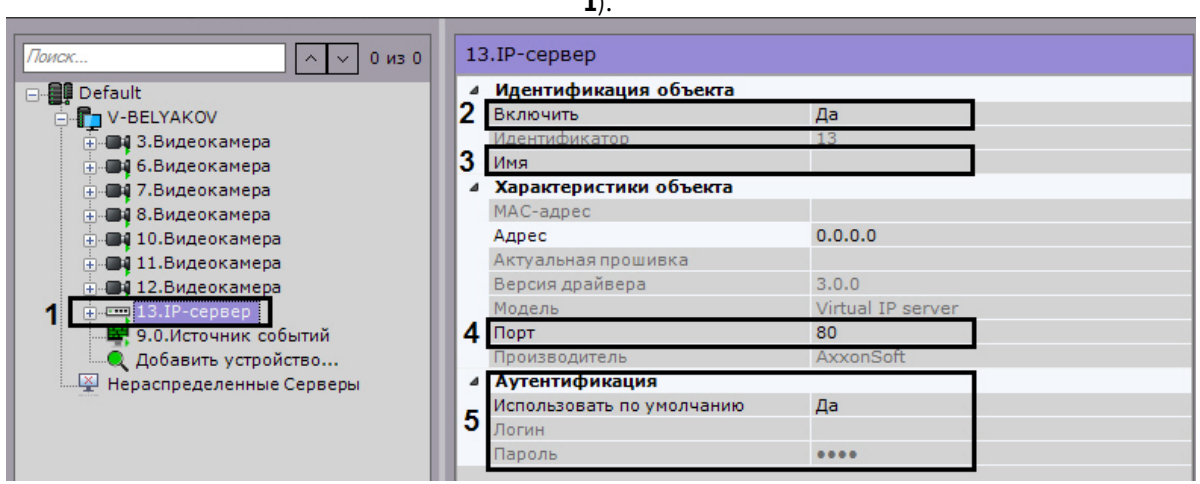 1).
Поиск...
0 из 0
Default
V-BELYAKOV
3.Видеокамера
6.Видеокамера
7.Видеокамера
8.Видеокамера
10.Видеокамера
11.Видеокамера
12.Видеокамера
1 13.IP-сервер
9.0.Источник событий
Добавить устройство...
Нераспределенные Серверы
13.IP-сервер
Идентификация объекта
2 Включить Да
Идентификатор 13
3 Имя
Характеристики объекта
MAC-адрес
Адрес 0.0.0.0
Актуальная прошивка
Версия драйвера 3.0.0
Модель Virtual IP server
4 Порт 80
Производитель AxxonSoft
Аутентификация
Использовать по умолчанию Да
5 Логин
Пароль ●●●●